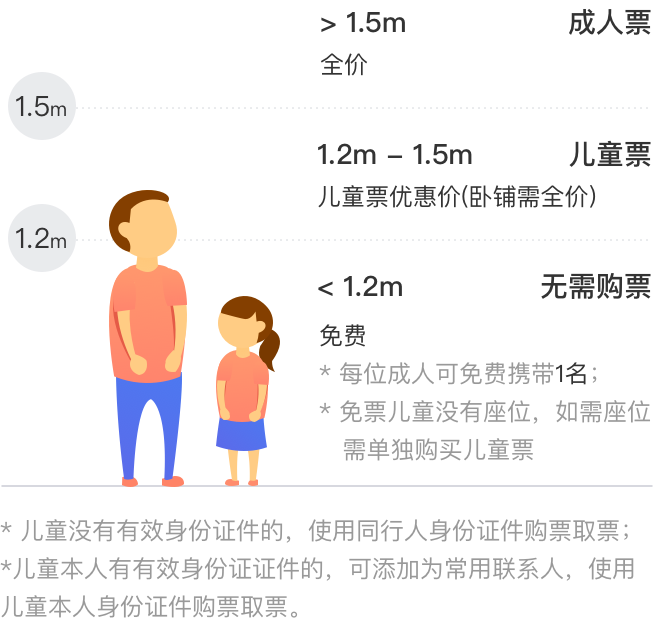 > 1.5m 成人票
全价
1.5m
1.2m – 1.5m 儿童票
儿童票优惠价(卧铺需全价)
1.2m
< 1.2m 无需购票
免费
* 每位成人可免费携带1名；
* 免票儿童没有座位，如需座位
需单独购买儿童票
* 儿童没有有效身份证件的，使用同行人身份证件购票取票；
*儿童本人有有效身份证证件的，可添加为常用联系人，使用
儿童本人身份证件购票取票。